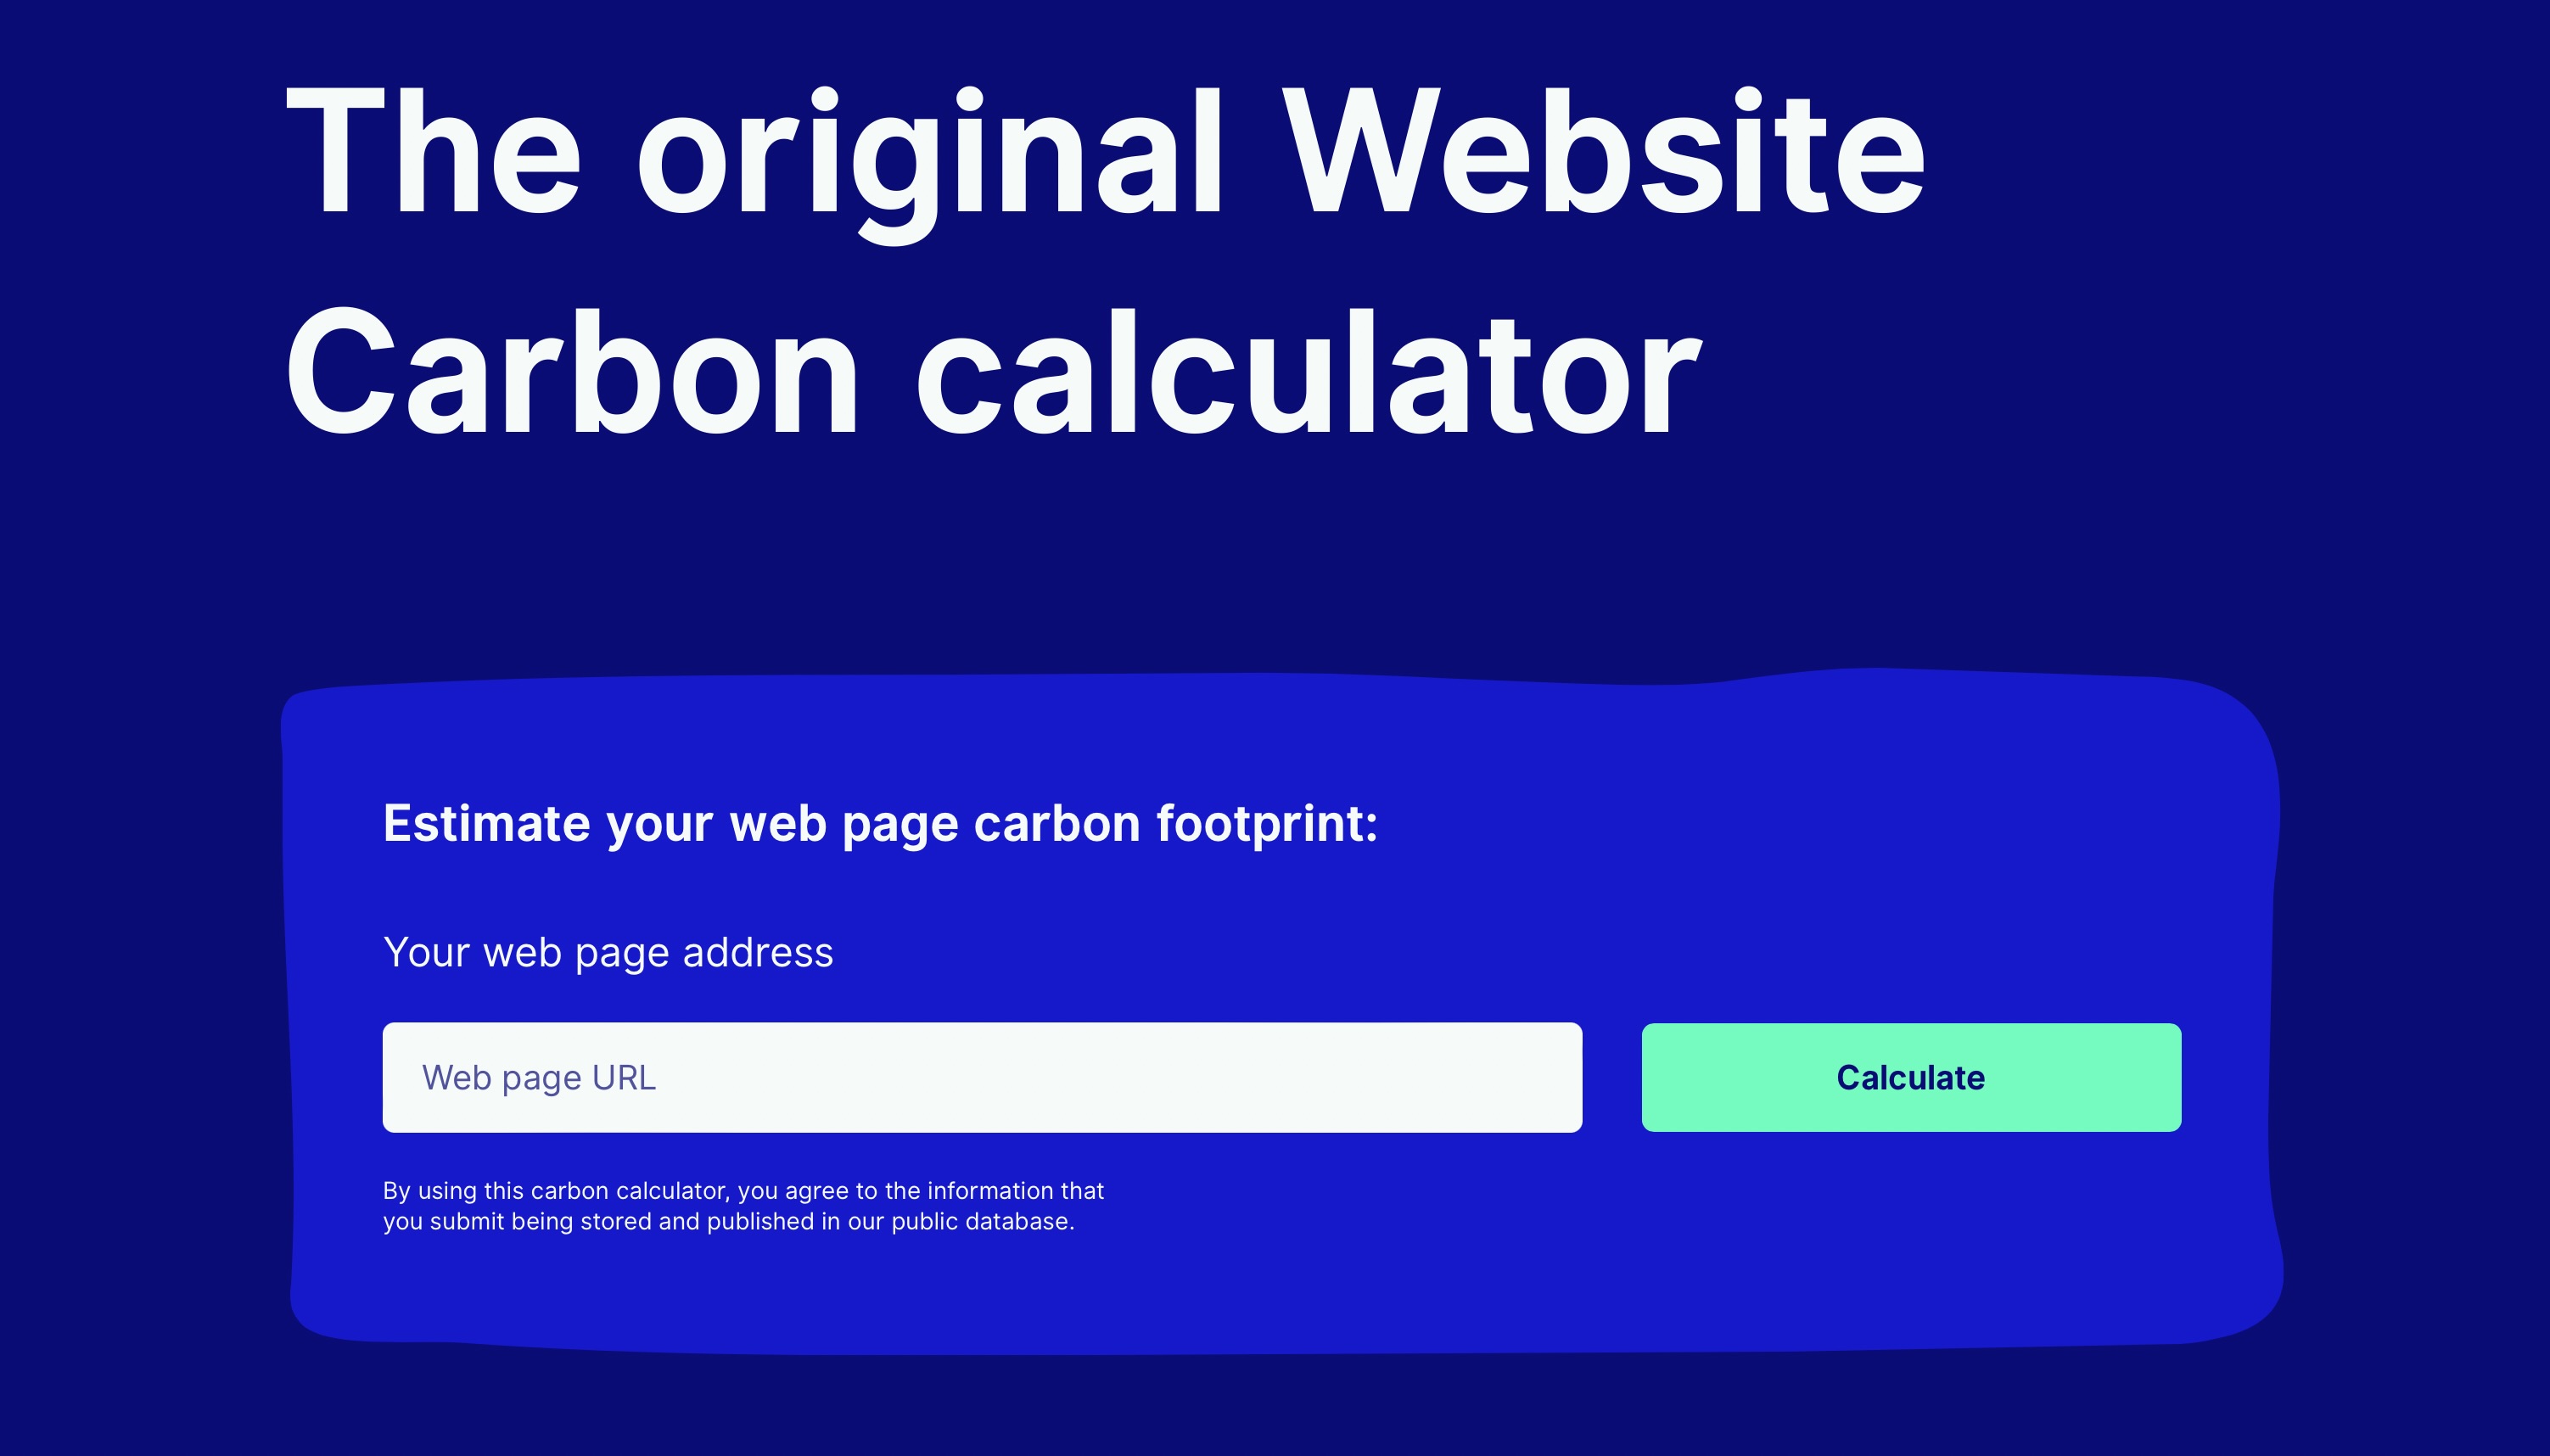 The original Website
Carbon calculator
Estimate your web page carbon footprint:
Your web page address
Web page URL
Calculate
By using this carbon calculator, you agree to the information that
you submit being stored and published in our public database.